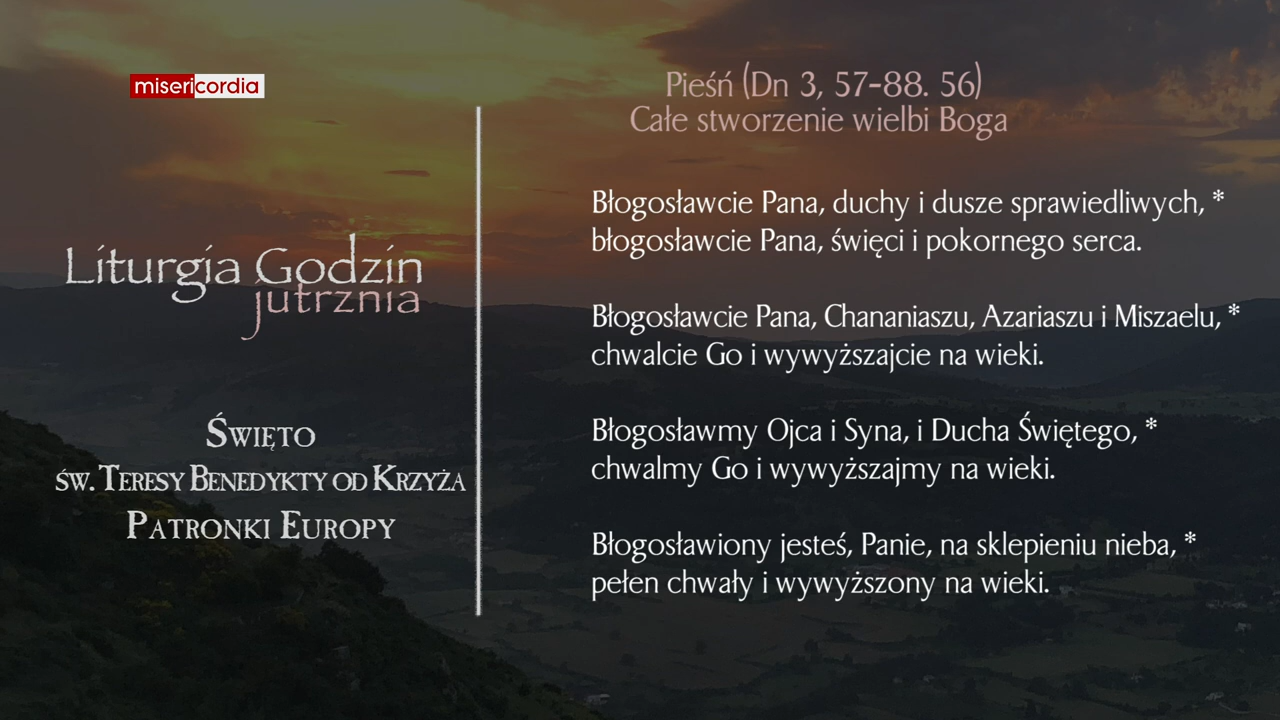 misericordia
Liturgia Godzin
jutrznia
Święto
św. Teresy Benedykty od Krzyża
Patronki Europy
Pieśń (Dn 3, 57-88. 56)
Całe stworzenie wielbi Boga
Błogosławcie Pana, duchy i dusze sprawiedliwych, *
błogosławcie Pana, święci i pokornego serca.
Błogosławcie Pana, Chananiaszu, Azariaszu i Miszaelu, *
chwalcie Go i wywyższajcie na wieki.
Błogosławmy Ojca i Syna, i Ducha Świętego, *
chwalmy Go i wywyższajmy na wieki.
Błogosławiony jesteś, Panie, na sklepieniu nieba, *
pełen chwały i wywyższony na wieki.